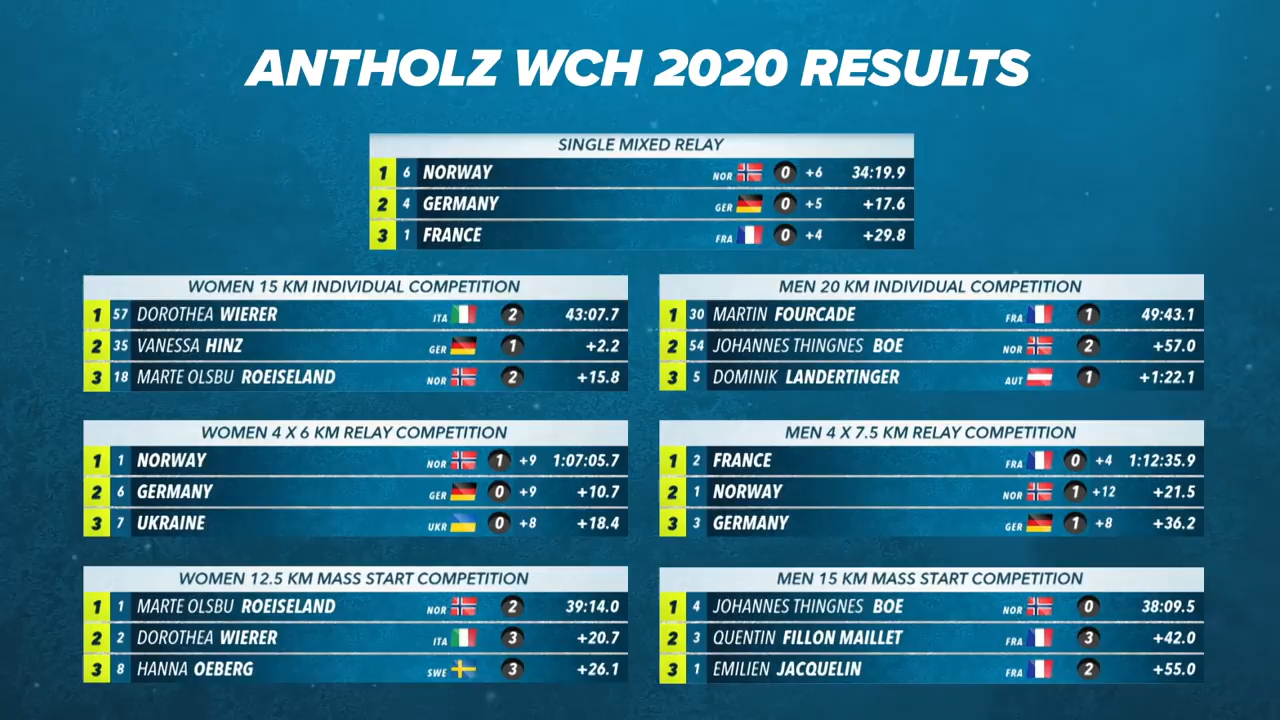 ANTHOLZ WCH 2020 RESULTS
SINGLE MIXED RELAY
1 6 NORWAY NOR 0 +6 34:19.9
2 4 GERMANY GER 0 +5 +17.6
3 1 FRANCE FRA 0 +4 +29.8
WOMEN 15 KM INDIVIDUAL COMPETITION
1 57 DOROTHEA WIERER ITA 2 43:07.7
2 35 VANESSA HINZ GER 1 +2.2
3 18 MARTE OLSBU ROEISELAND NOR 2 +15.8
MEN 20 KM INDIVIDUAL COMPETITION
1 30 MARTIN FOURCADE FRA 1 49:43.1
2 54 JOHANNES THINGNES BOE NOR 2 +57.0
3 5 DOMINIK LANDERTINGER AUT 1 +1:22.1
WOMEN 4 X 6 KM RELAY COMPETITION
1 1 NORWAY NOR 1 +9 1:07:05.7
2 6 GERMANY GER 0 +9 +10.7
3 7 UKRAINE UKR 0 +8 +18.4
MEN 4 X 7.5 KM RELAY COMPETITION
1 2 FRANCE FRA 0 +4 1:12:35.9
2 1 NORWAY NOR 1 +12 +21.5
3 3 GERMANY GER 1 +8 +36.2
WOMEN 12.5 KM MASS START COMPETITION
1 1 MARTE OLSBU ROEISELAND NOR 2 39:14.0
2 2 DOROTHEA WIERER ITA 3 +20.7
3 8 HANNA OEBERG SWE 3 +26.1
MEN 15 KM MASS START COMPETITION
1 4 JOHANNES THINGNES BOE NOR 0 38:09.5
2 3 QUENTIN FILLON MAILLET FRA 3 +42.0
3 1 EMILIEN JACQUELIN FRA 2 +55.0